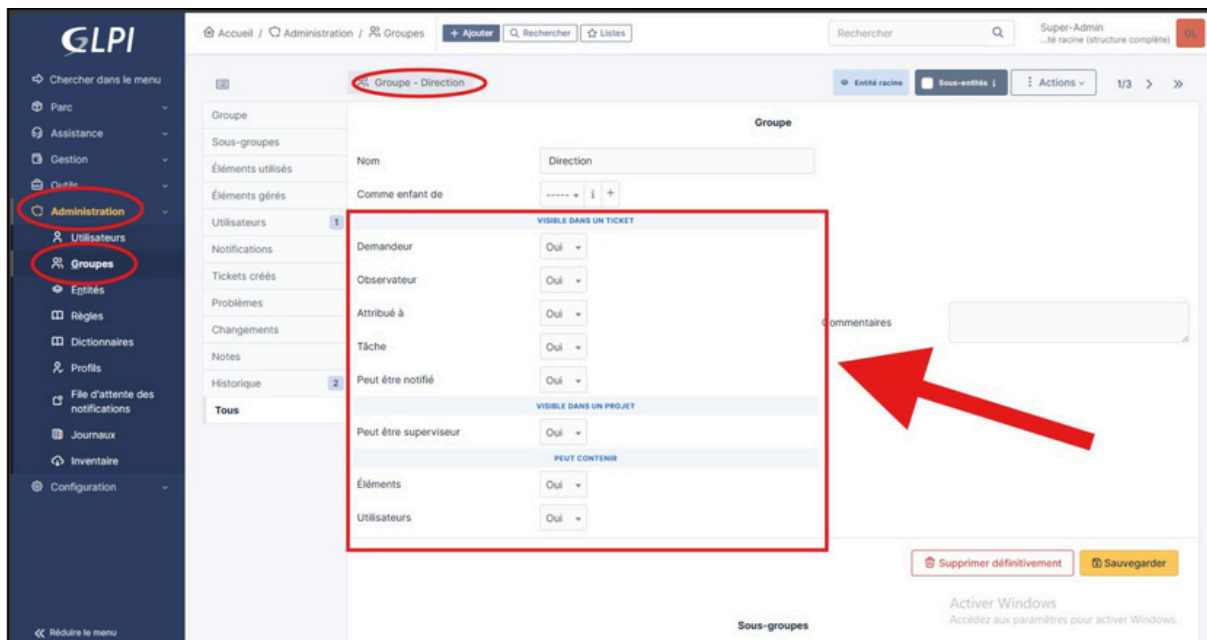 GLPI
Chercher dans le menu
Parc
Assistance
Gestion
Outils
Administration
Utilisateurs
Groupes
Entités
Règles
Dictionnaires
Profils
File d'attente des
notifications
Journaux
Inventaire
Configuration
Réduire le menu
Accueil / Administration / Groupes + Ajouter Rechercher Listes
Rechercher
Super-Admin
...té racine (structure complète)
GL
Groupe - Direction
Entité racine Sous-entités i Actions 1/3
Groupe
Sous-groupes
Éléments utilisés
Éléments gérés
Utilisateurs 1
Notifications
Tickets créés
Problèmes
Changements
Notes
Historique 2
Tous
Groupe
Nom Direction
Comme enfant de ----- i +
VISIBLE DANS UN TICKET
Demandeur Oui
Observateur Oui
Attribué à Oui
Tâche Oui
Peut être notifié Oui
VISIBLE DANS UN PROJET
Peut être superviseur Oui
PEUT CONTENIR
Éléments Oui
Utilisateurs Oui
Commentaires
Supprimer définitivement Sauvegarder
Activer Windows
Accédez aux paramètres pour activer Windows.
Sous-groupes